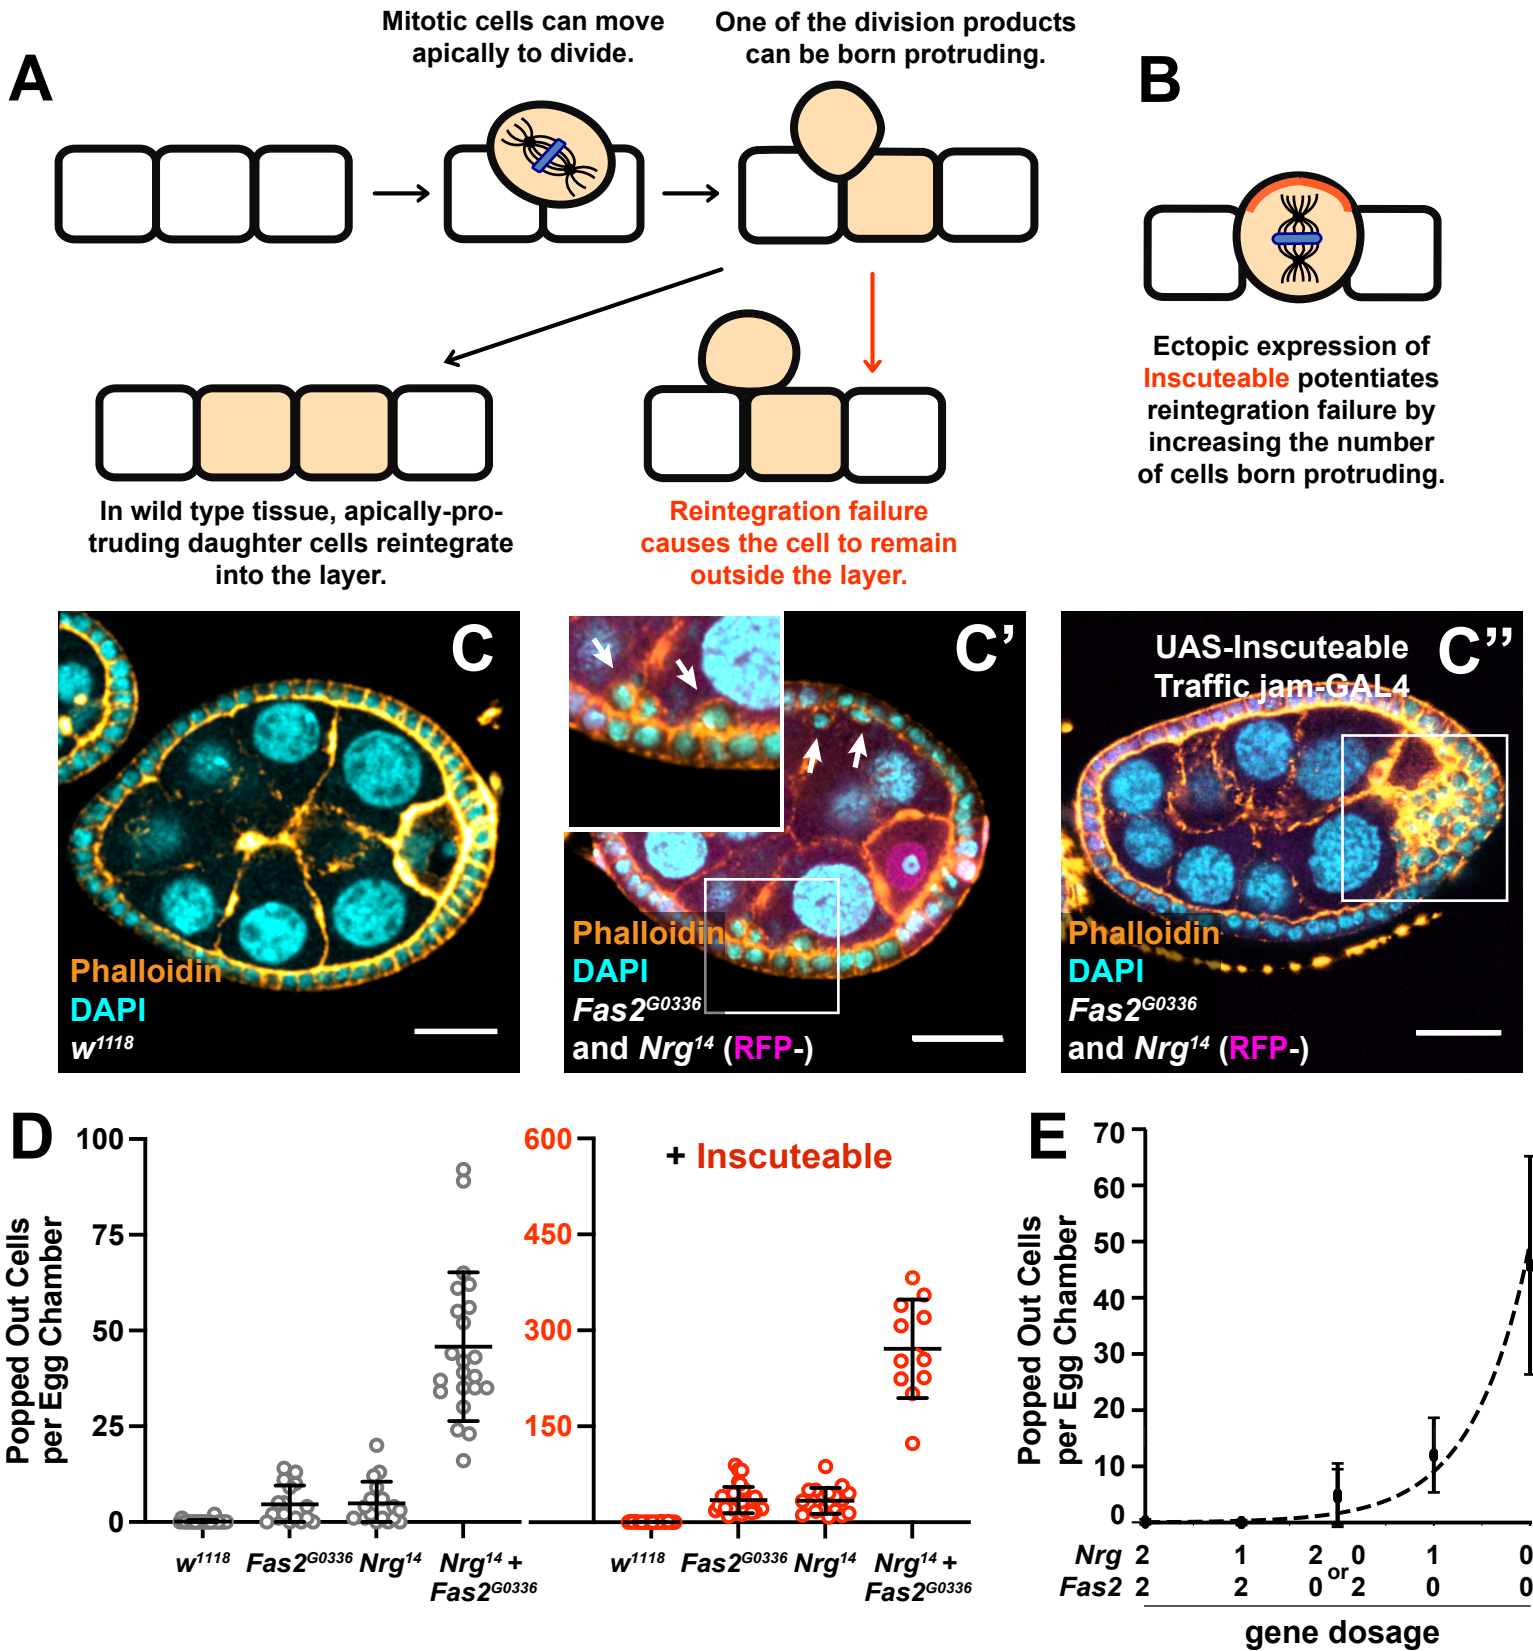 A
Mitotic cells can move
apically to divide.
One of the division products
can be born protruding.
B
In wild type tissue, apically-pro-
truding daughter cells reintegrate
into the layer.
Reintegration failure
causes the cell to remain
outside the layer.
Ectopic expression of
Inscuteable potentiates
reintegration failure by
increasing the number
of cells born protruding.
C
Phalloidin
DAPI
w1118
C’
Phalloidin
DAPI
Fas2G0336
and Nrg14 (RFP-)
C’’
UAS-Inscuteable
Traffic jam-GAL4
Phalloidin
DAPI
Fas2G0336
and Nrg14 (RFP-)
D
Popped Out Cells
per Egg Chamber
100
75
50
25
0
w1118
Fas2G0336
Nrg14
Nrg14 +
Fas2G0336
+ Inscuteable
600
450
300
150
w1118
Fas2G0336
Nrg14
Nrg14 +
Fas2G0336
E
Popped Out Cells
per Egg Chamber
70
60
50
40
30
20
10
0
Nrg 2 1 2 or 0 1 0
Fas2 2 2 0 2 0 0
gene dosage